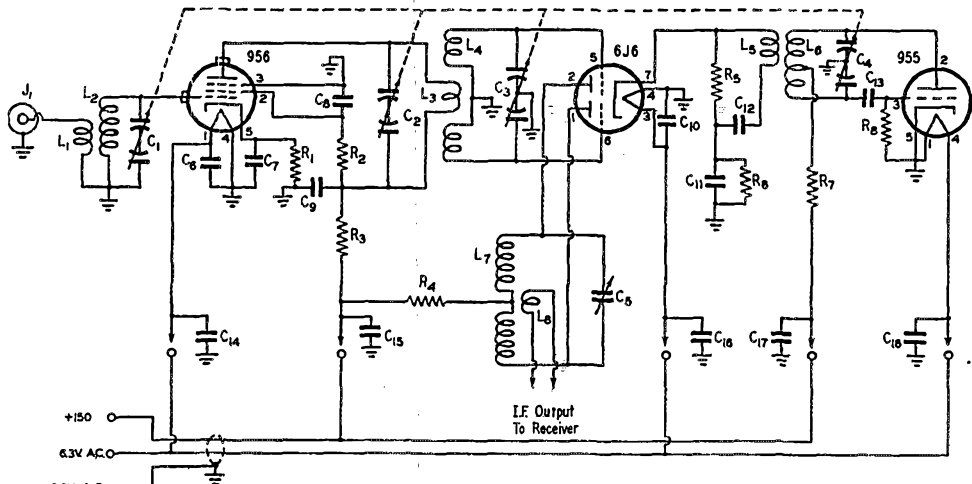 956
6J6
955
J₁
L₁
L₂
C₁
C₆
C₇
R₁
C₉
C₈
R₂
R₃
C₂
L₃
L₄
C₃
C₁₀
R₅
C₁₂
L₅
L₆
C₄
C₁₃
R₈
C₁₁
R₆
R₇
R₄
L₇
L₈
C₅
C₁₄
C₁₅
C₁₆
C₁₇
C₁₈
3
2
1
4
5
5
2
1
6
7
4
3
2
3
5
1
4
I.F. Output
To Receiver
+150
6.3V. A.C.